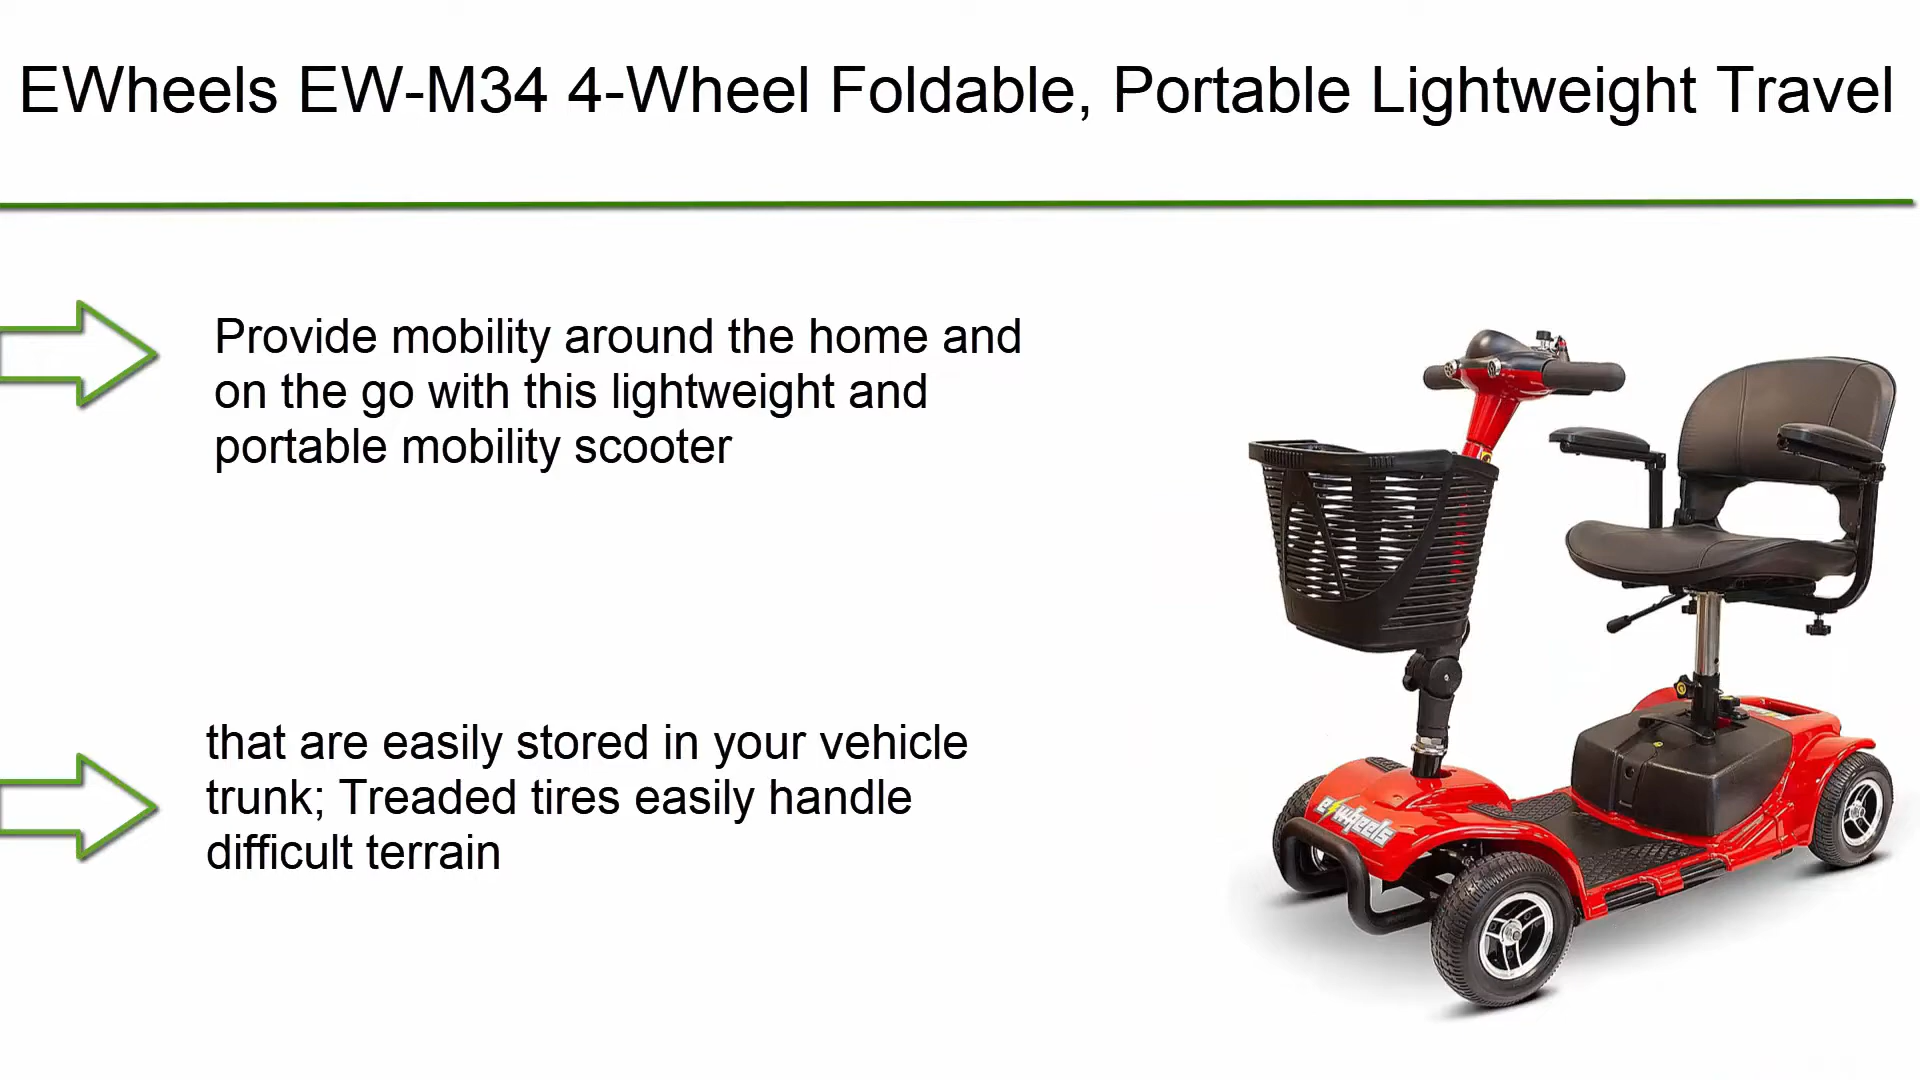 EWheels EW-M34 4-Wheel Foldable, Portable Lightweight Travel
Provide mobility around the home and
on the go with this lightweight and
portable mobility scooter
that are easily stored in your vehicle
trunk; Treaded tires easily handle
difficult terrain
ewheels